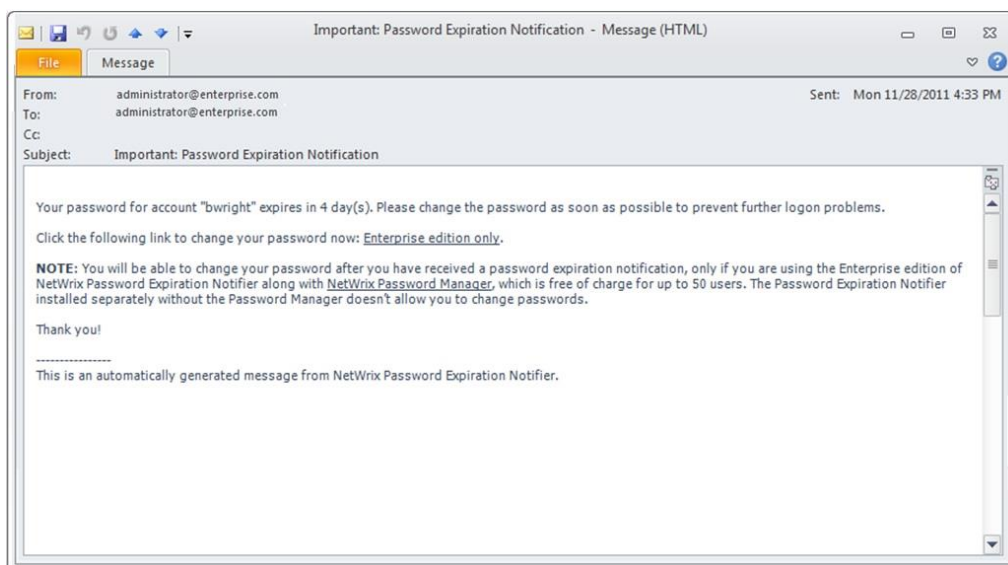 Important: Password Expiration Notification - Message (HTML)
File Message
From: administrator@enterprise.com Sent: Mon 11/28/2011 4:33 PM
To: administrator@enterprise.com
Cc:
Subject: Important: Password Expiration Notification
Your password for account "bwright" expires in 4 day(s). Please change the password as soon as possible to prevent further logon problems.
Click the following link to change your password now: Enterprise edition only.
NOTE: You will be able to change your password after you have received a password expiration notification, only if you are using the Enterprise edition of
NetWrix Password Expiration Notifier along with NetWrix Password Manager, which is free of charge for up to 50 users. The Password Expiration Notifier
installed separately without the Password Manager doesn't allow you to change passwords.
Thank you!
----------------
This is an automatically generated message from NetWrix Password Expiration Notifier.